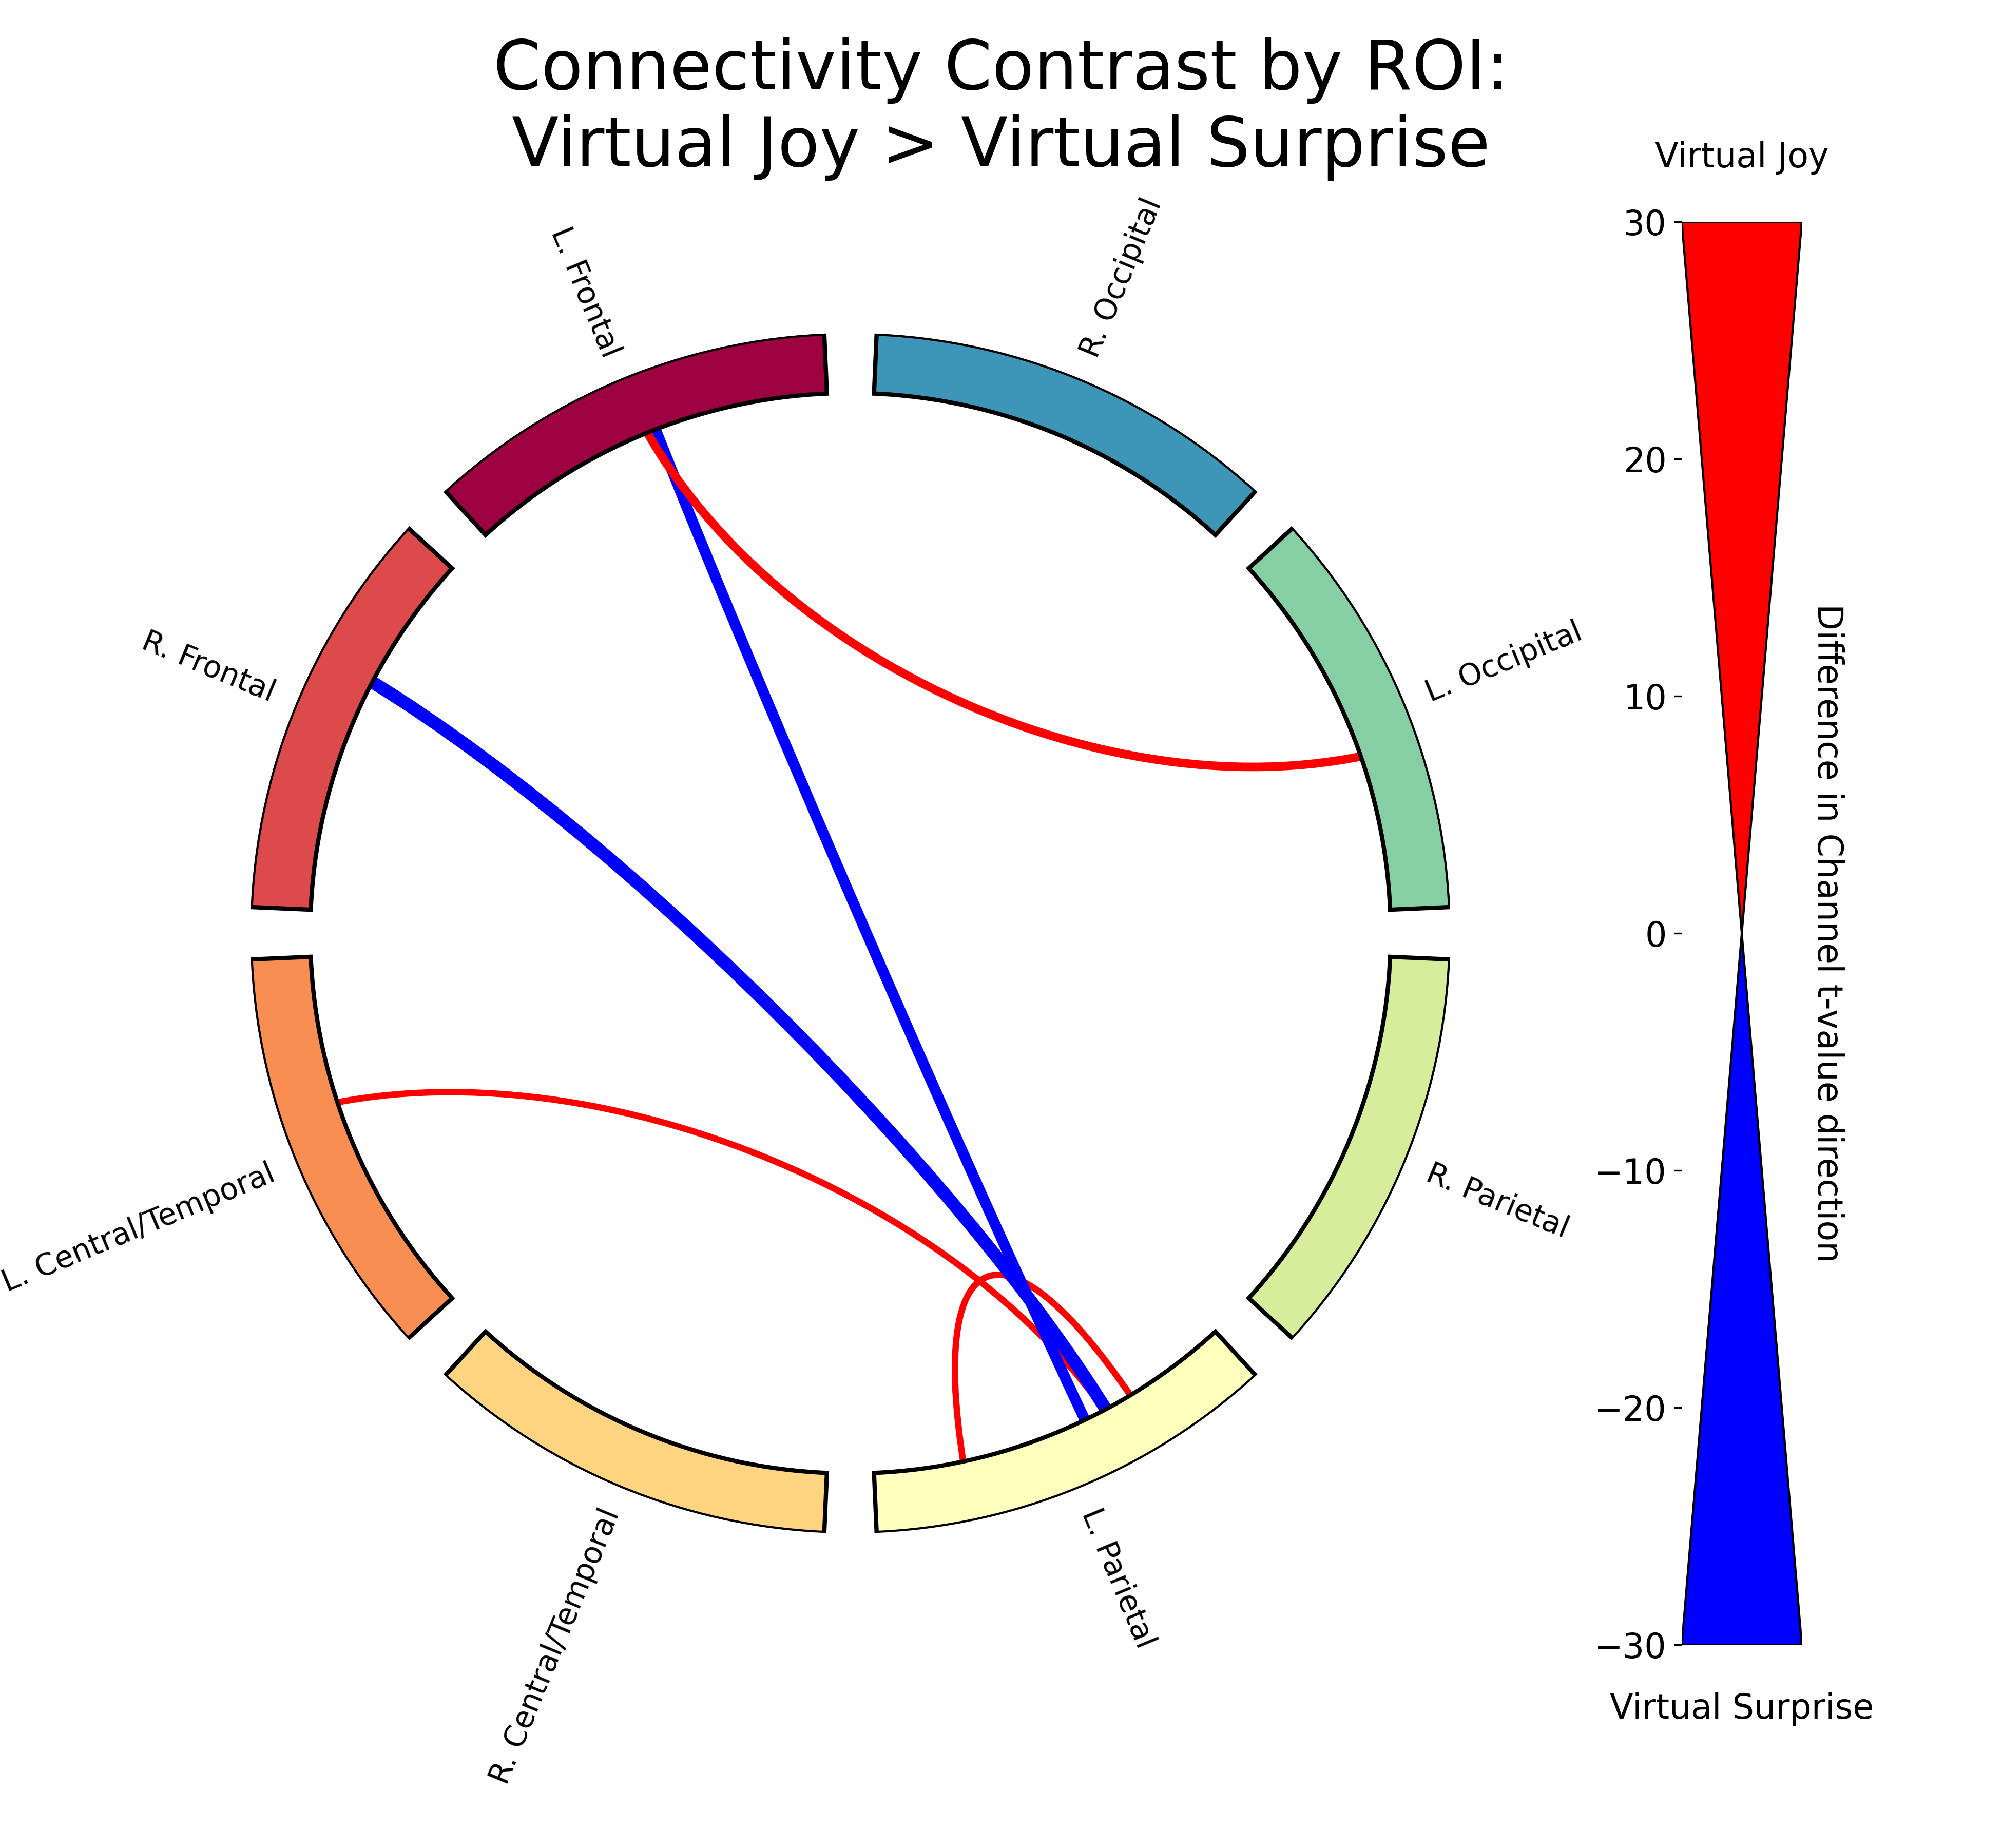 Connectivity Contrast by ROI:
Virtual Joy > Virtual Surprise
L. Frontal
R. Occipital
R. Frontal
L. Occipital
L. Central/Temporal
R. Parietal
R. Central/Temporal
L. Parietal
Virtual Joy
30
20
10
0
−10
−20
−30
Difference in Channel t-value direction
Virtual Surprise